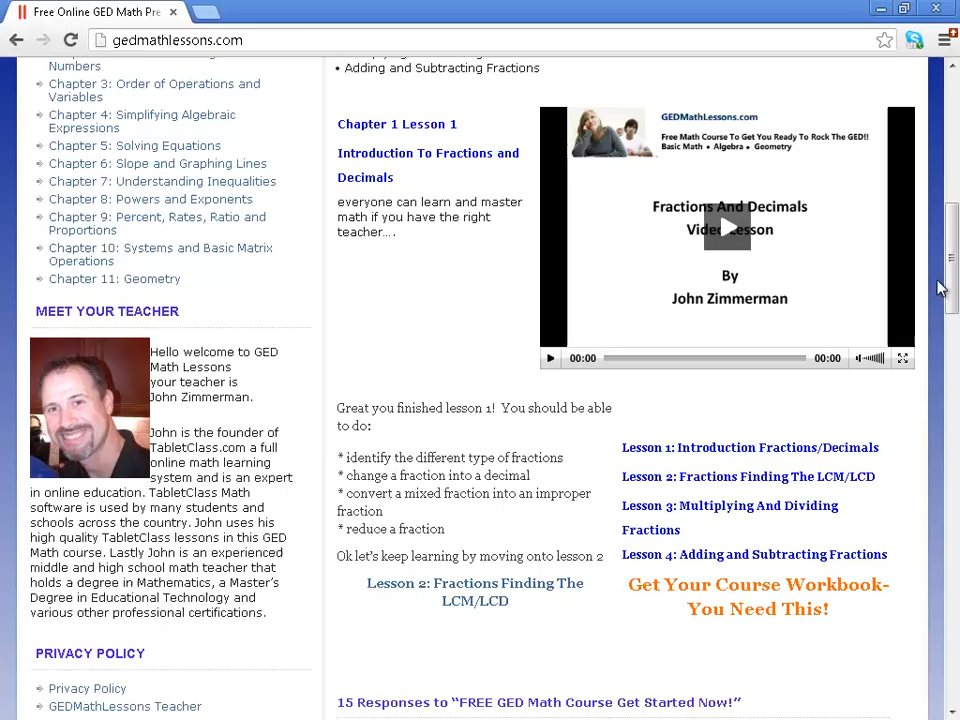 Free Online GED Math Pre
gedmathlessons.com
Numbers
Chapter 3: Order of Operations and
Variables
Chapter 4: Simplifying Algebraic
Expressions
Chapter 5: Solving Equations
Chapter 6: Slope and Graphing Lines
Chapter 7: Understanding Inequalities
Chapter 8: Powers and Exponents
Chapter 9: Percent, Rates, Ratio and
Proportions
Chapter 10: Systems and Basic Matrix
Operations
Chapter 11: Geometry
MEET YOUR TEACHER
Hello welcome to GED
Math Lessons
your teacher is
John Zimmerman.
John is the founder of
TabletClass.com a full
online math learning
system and is an expert
in online education. TabletClass Math
software is used by many students and
schools across the country. John uses his
high quality TabletClass lessons in this GED
Math course. Lastly John is an experienced
middle and high school math teacher that
holds a degree in Mathematics, a Master's
Degree in Educational Technology and
various other professional certifications.
PRIVACY POLICY
Privacy Policy
GEDMathLessons Teacher
• Adding and Subtracting Fractions
Chapter 1 Lesson 1
Introduction To Fractions and
Decimals
everyone can learn and master
math if you have the right
teacher....
GEDMathLessons.com
Free Math Course To Get You Ready To Rock The GED!!
Basic Math • Algebra • Geometry
Fractions And Decimals
Video Lesson
By
John Zimmerman
00:00 00:00
Great you finished lesson 1! You should be able
to do:
* identify the different type of fractions
* change a fraction into a decimal
* convert a mixed fraction into an improper
fraction
* reduce a fraction
Ok let's keep learning by moving onto lesson 2
Lesson 2: Fractions Finding The
LCM/LCD
Lesson 1: Introduction Fractions/Decimals
Lesson 2: Fractions Finding The LCM/LCD
Lesson 3: Multiplying And Dividing
Fractions
Lesson 4: Adding and Subtracting Fractions
Get Your Course Workbook-
You Need This!
15 Responses to “FREE GED Math Course Get Started Now!”